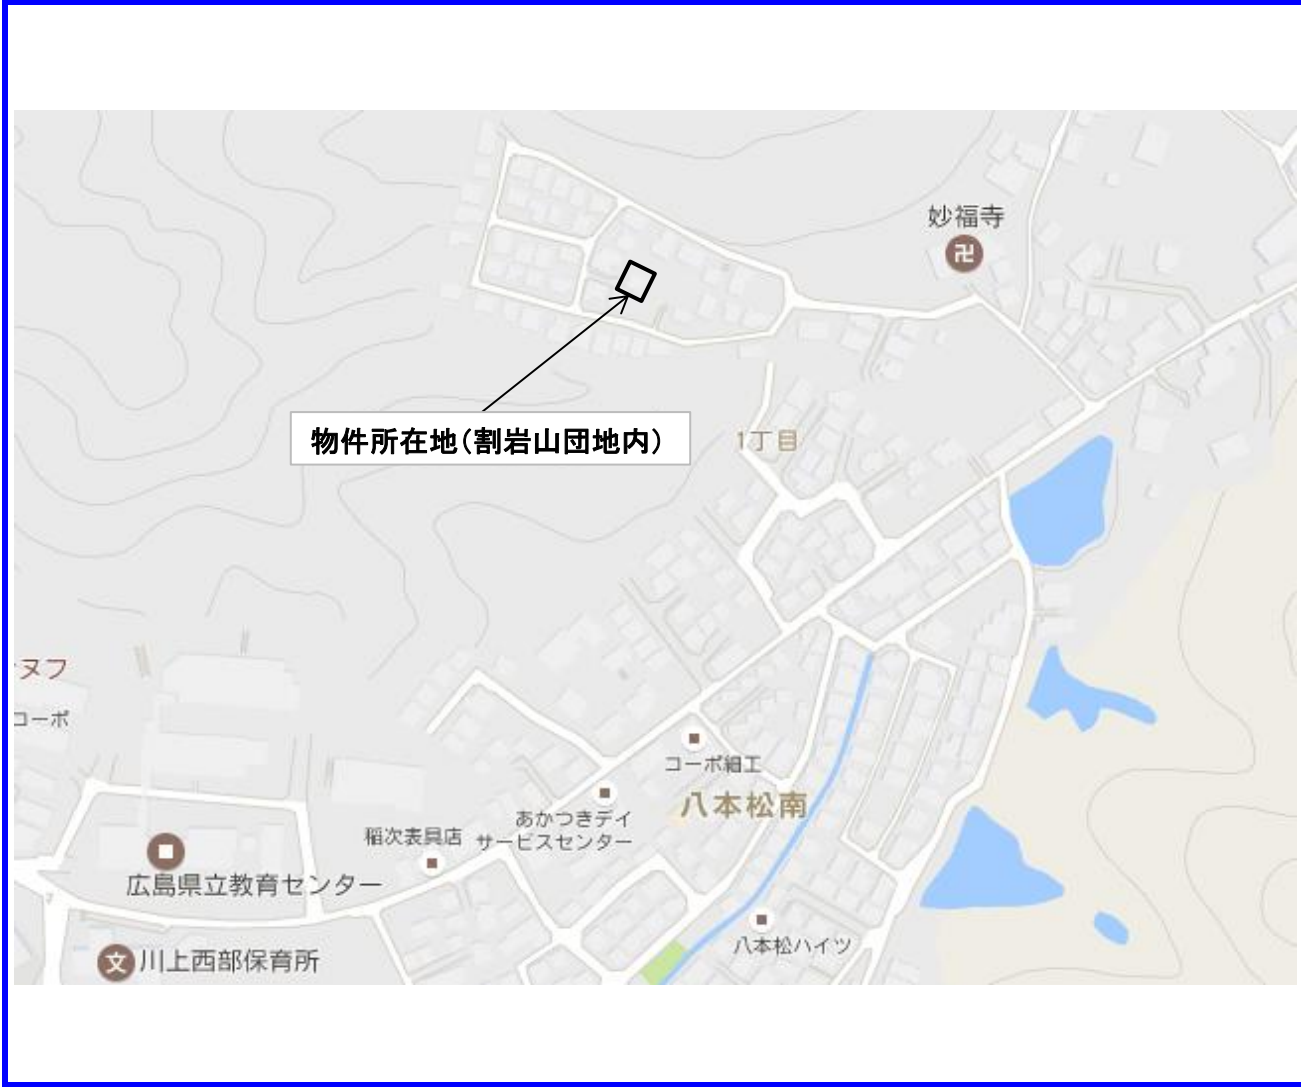 妙福寺
物件所在地(割岩山団地内)
1丁目
ヌフ
コーポ
コーポ細工
八本松南
あかつきデイ
サービスセンター
稲次表具店
広島県立教育センター
八本松ハイツ
文
川上西部保育所